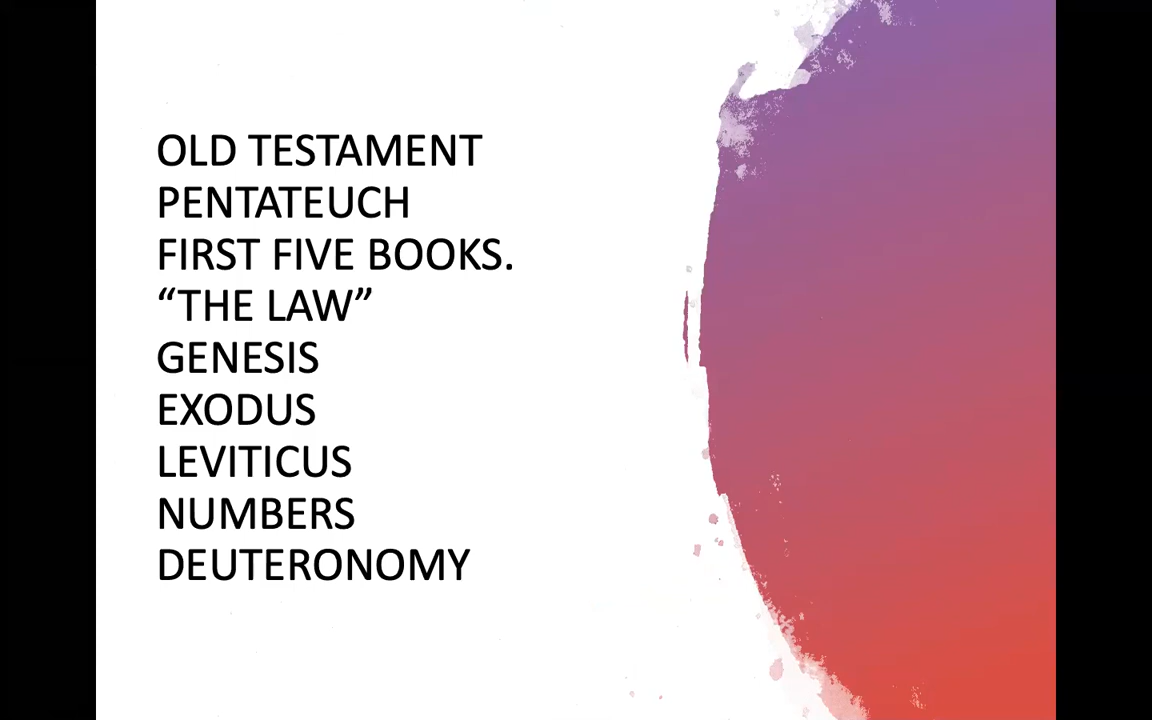 OLD TESTAMENT
PENTATEUCH
FIRST FIVE BOOKS.
“THE LAW”
GENESIS
EXODUS
LEVITICUS
NUMBERS
DEUTERONOMY